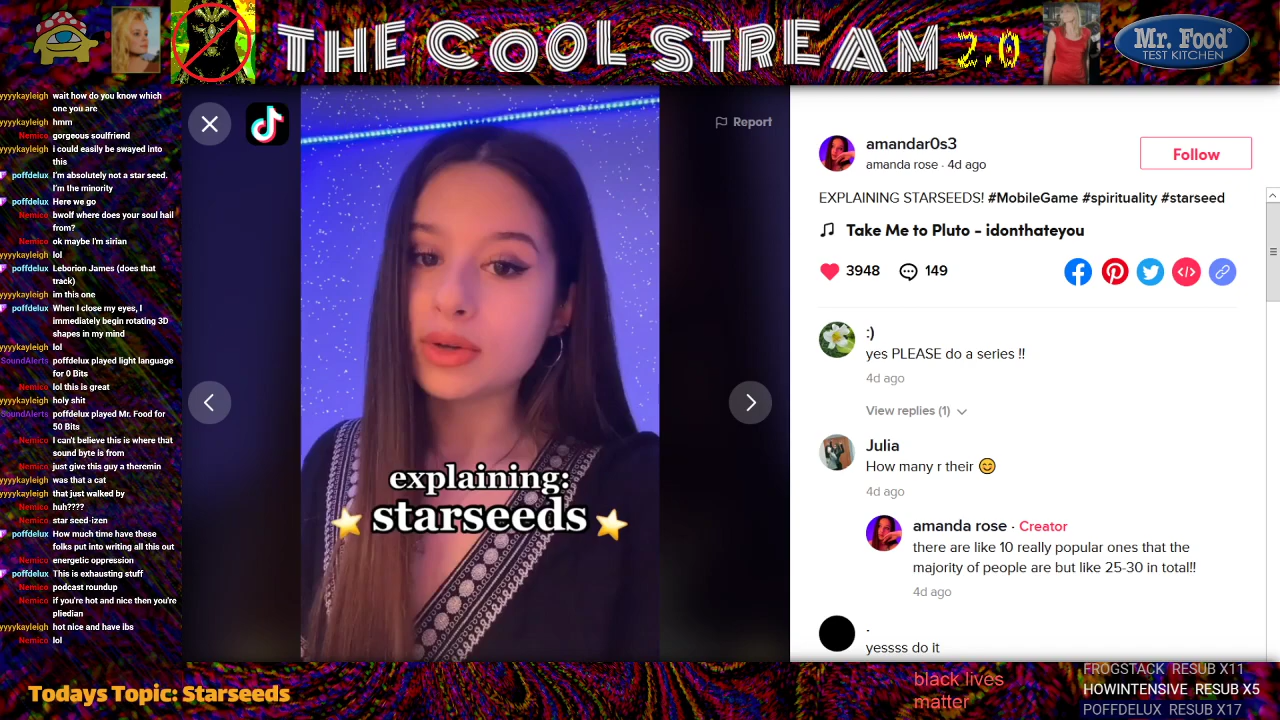 THE COOL STREAM 2.0
Mr. Food
TEST KITCHEN
yyyykayleigh wait how do you know which
one you are
yyyykayleigh hmm
Nemico gorgeous soulfriend
yyyykayleigh i could easily be swayed into
this
poffdelux I'm absolutely not a star seed.
I'm the minority
poffdelux Here we go
Nemico bwolf where does your soul hail
from?
Nemico ok maybe I'm sirian
yyyykayleigh lol
poffdelux Leborion James (does that
track)
yyyykayleigh im this one
poffdelux When I close my eyes, I
immediately begin rotating 3D
shapes in my mind
yyyykayleigh lol
SoundAlerts poffdelux played light language
for 0 Bits
Nemico lol this is great
yyyykayleigh holy shit
SoundAlerts poffdelux played Mr. Food for
50 Bits
Nemico I can't believe this is where that
sound byte is from
Nemico just give this guy a theremin
yyyykayleigh was that a cat
yyyykayleigh that just walked by
Nemico huh????
Nemico star seed-izen
poffdelux How much time have these
folks put into writing all this out
Nemico energetic oppression
poffdelux This is exhausting stuff
Nemico podcast roundup
Nemico if you're hot and nice then you're
pliedian
yyyykayleigh hot nice and have ibs
Nemico lol
Report
explaining:
starseeds
amandar0s3
amanda rose · 4d ago
Follow
EXPLAINING STARSEEDS! #MobileGame #spirituality #starseed
Take Me to Pluto - idonthateyou
3948 149
:)
yes PLEASE do a series !!
4d ago
View replies (1)
Julia
How many r their 😊
4d ago
amanda rose · Creator
there are like 10 really popular ones that the
majority of people are but like 25-30 in total!!
4d ago
.
yessss do it
Todays Topic: Starseeds
black lives
matter
FROGSTACK RESUB X11
HOWINTENSIVE RESUB X5
POFFDELUX RESUB X17